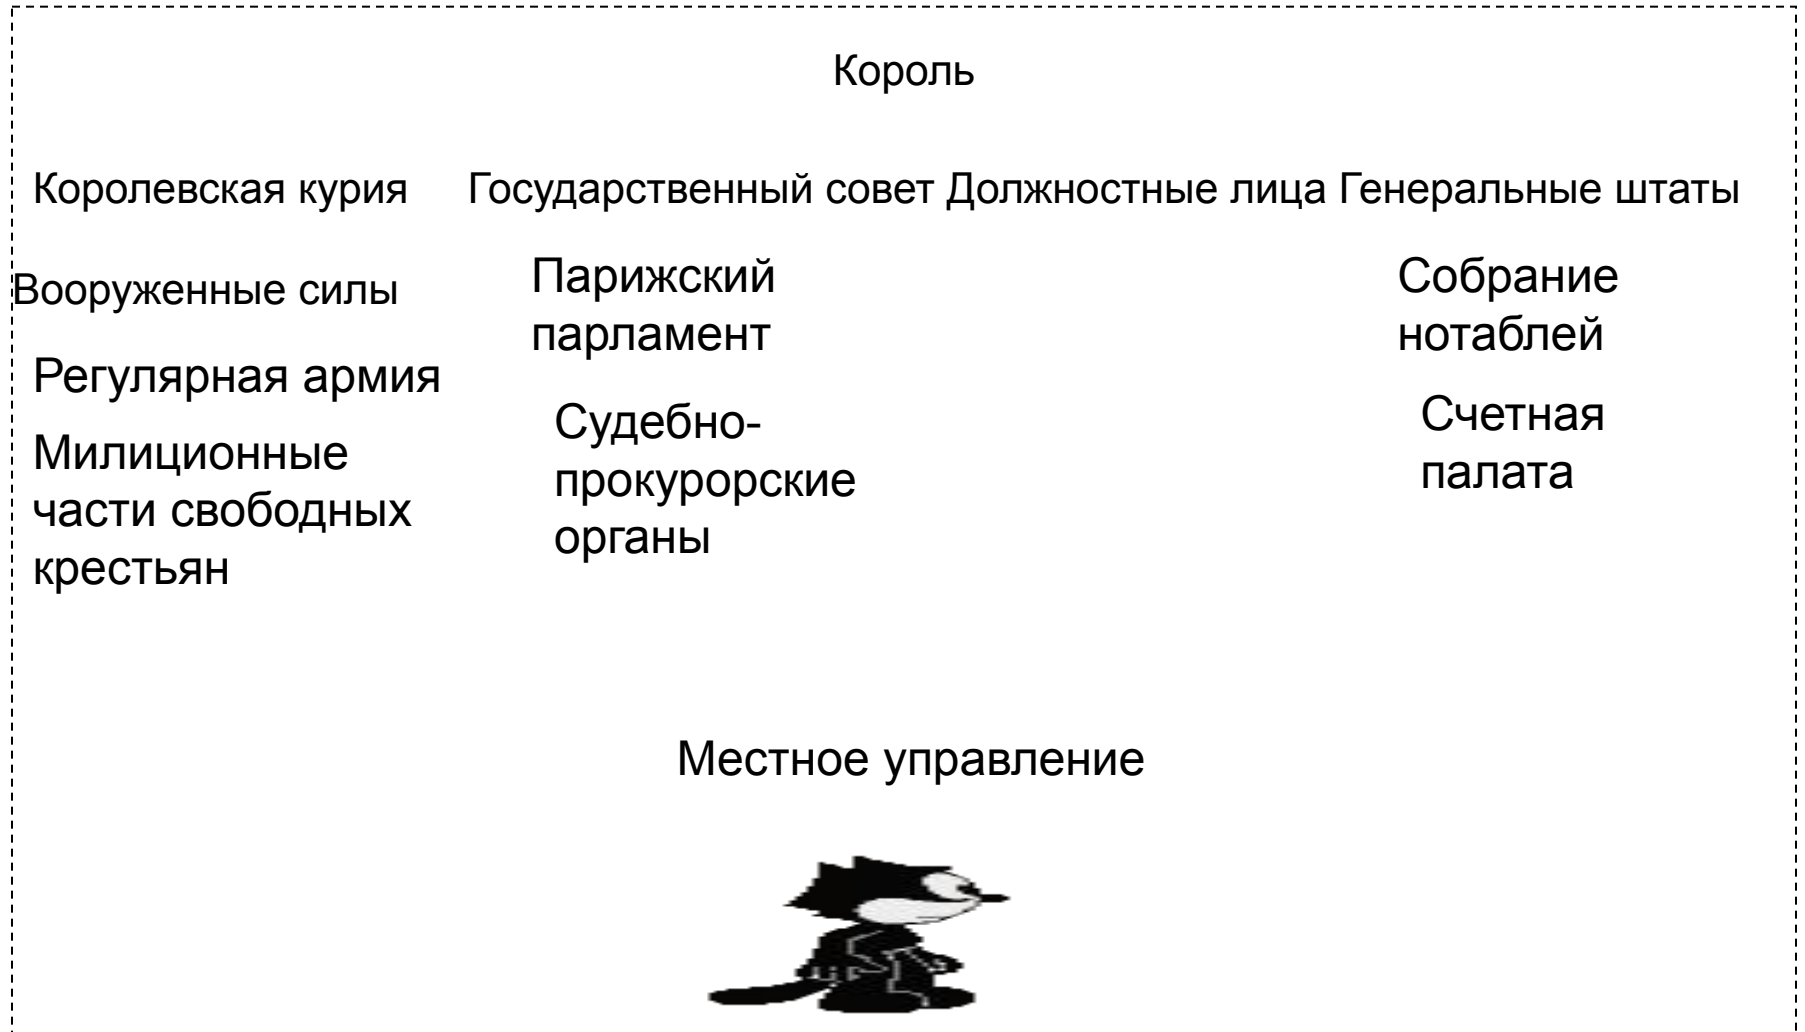 Король
Королевская курия
Государственный совет Должностные лица Генеральные штаты
Вооруженные силы
Регулярная армия
Милиционные
части свободных
крестьян
Парижский
парламент
Судебно-
прокурорские
органы
Собрание
нотаблей
Счетная
палата
Местное управление